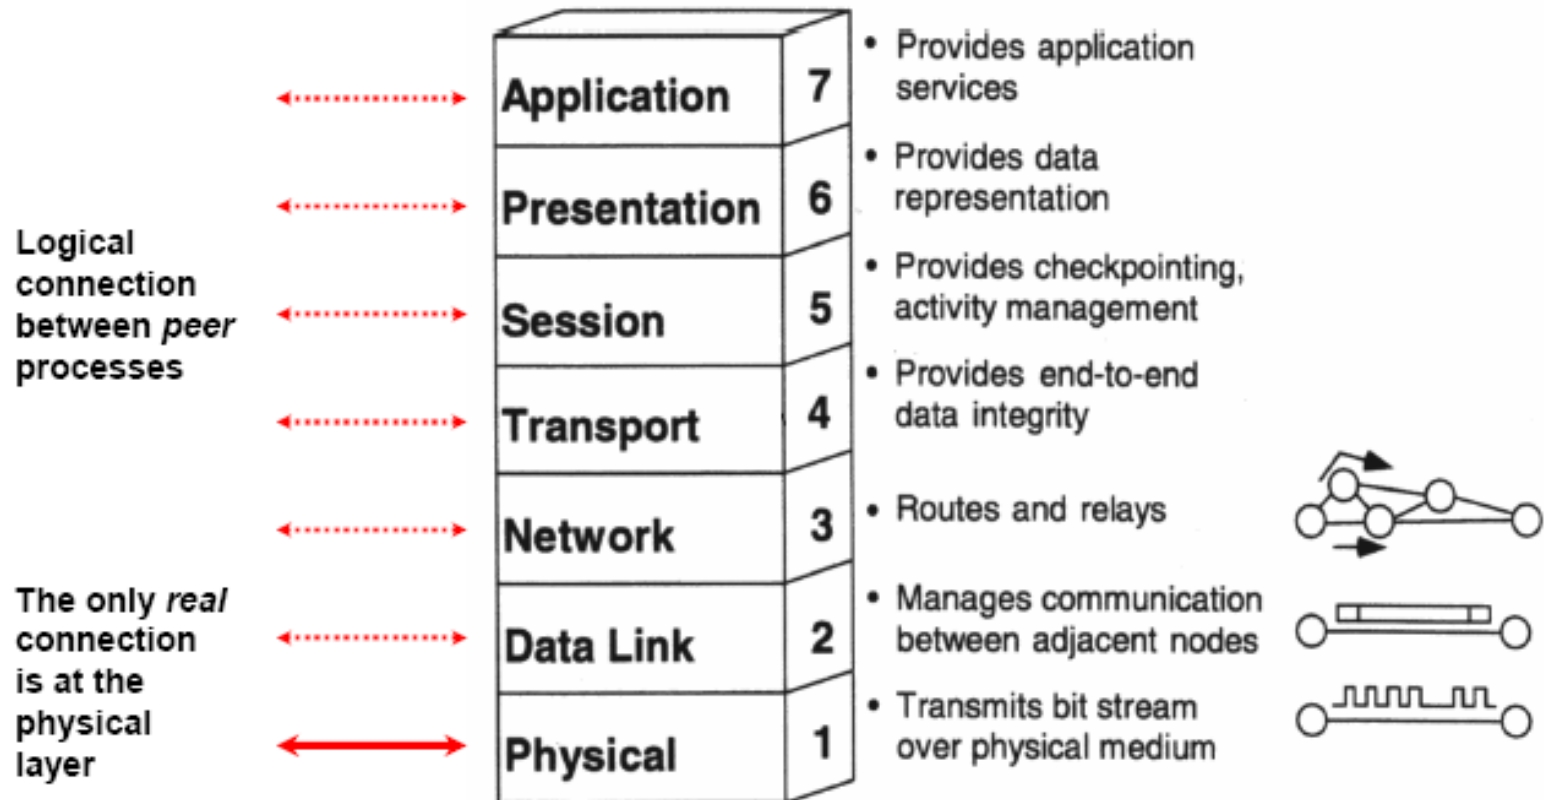 Application
7
• Provides application
services
Presentation
6
• Provides data
representation
Logical
connection
between peer
processes
Session
5
• Provides checkpointing,
activity management
Transport
4
• Provides end-to-end
data integrity
Network
3
• Routes and relays
The only real
connection
is at the
physical
layer
Data Link
2
• Manages communication
between adjacent nodes
Physical
1
• Transmits bit stream
over physical medium